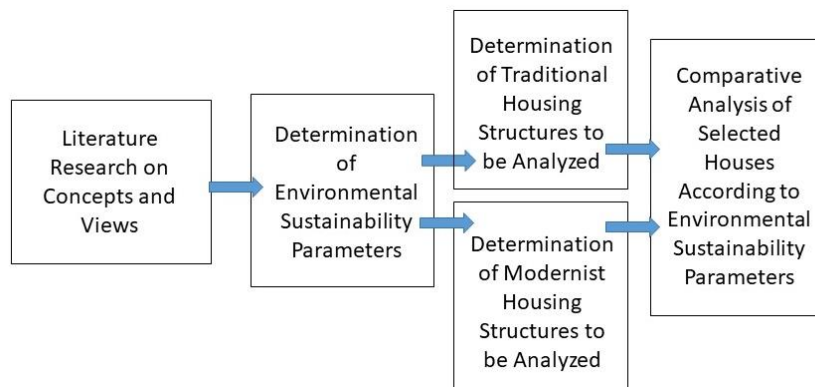 Literature
Research on
Concepts and
Views
Determination
of
Environmental
Sustainability
Parameters
Determination
of Traditional
Housing
Structures to
be Analyzed
Determination
of Modernist
Housing
Structures to
be Analyzed
Comparative
Analysis of
Selected
Houses
According to
Environmental
Sustainability
Parameters